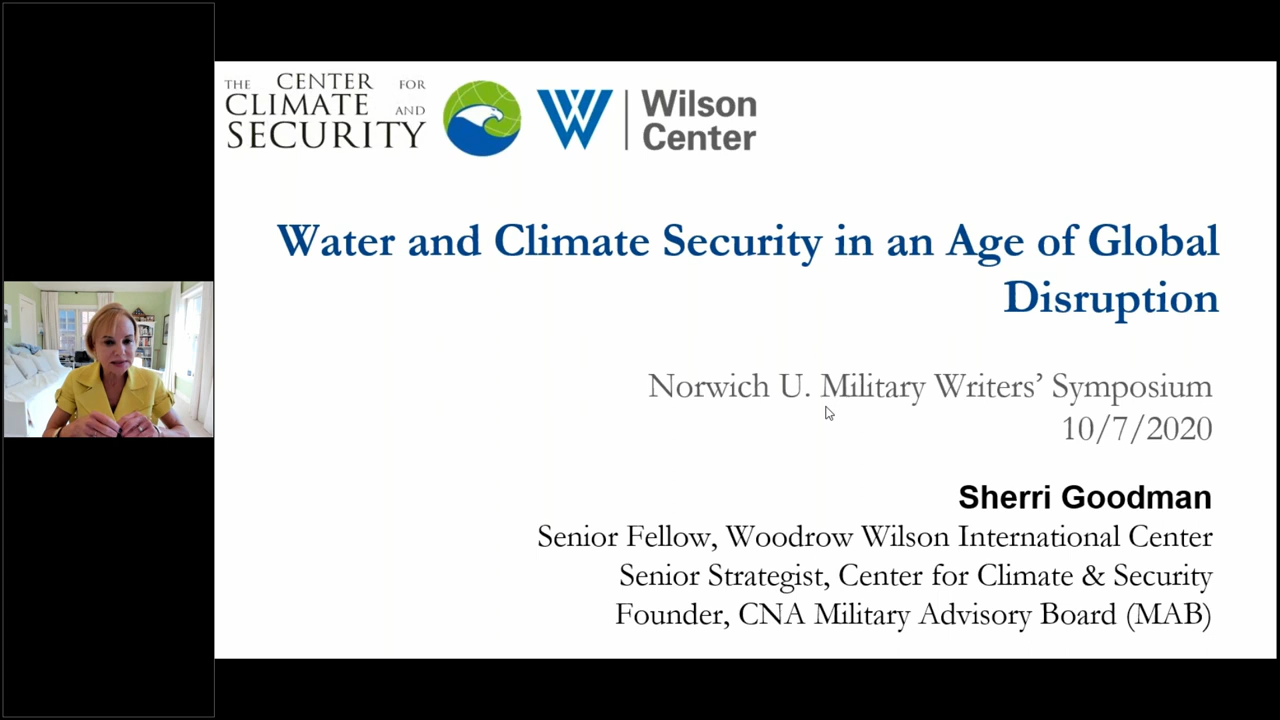 THE CENTER FOR
CLIMATE AND
SECURITY
Wilson
Center
Water and Climate Security in an Age of Global
Disruption
Norwich U. Military Writers’ Symposium
10/7/2020
Sherri Goodman
Senior Fellow, Woodrow Wilson International Center
Senior Strategist, Center for Climate & Security
Founder, CNA Military Advisory Board (MAB)